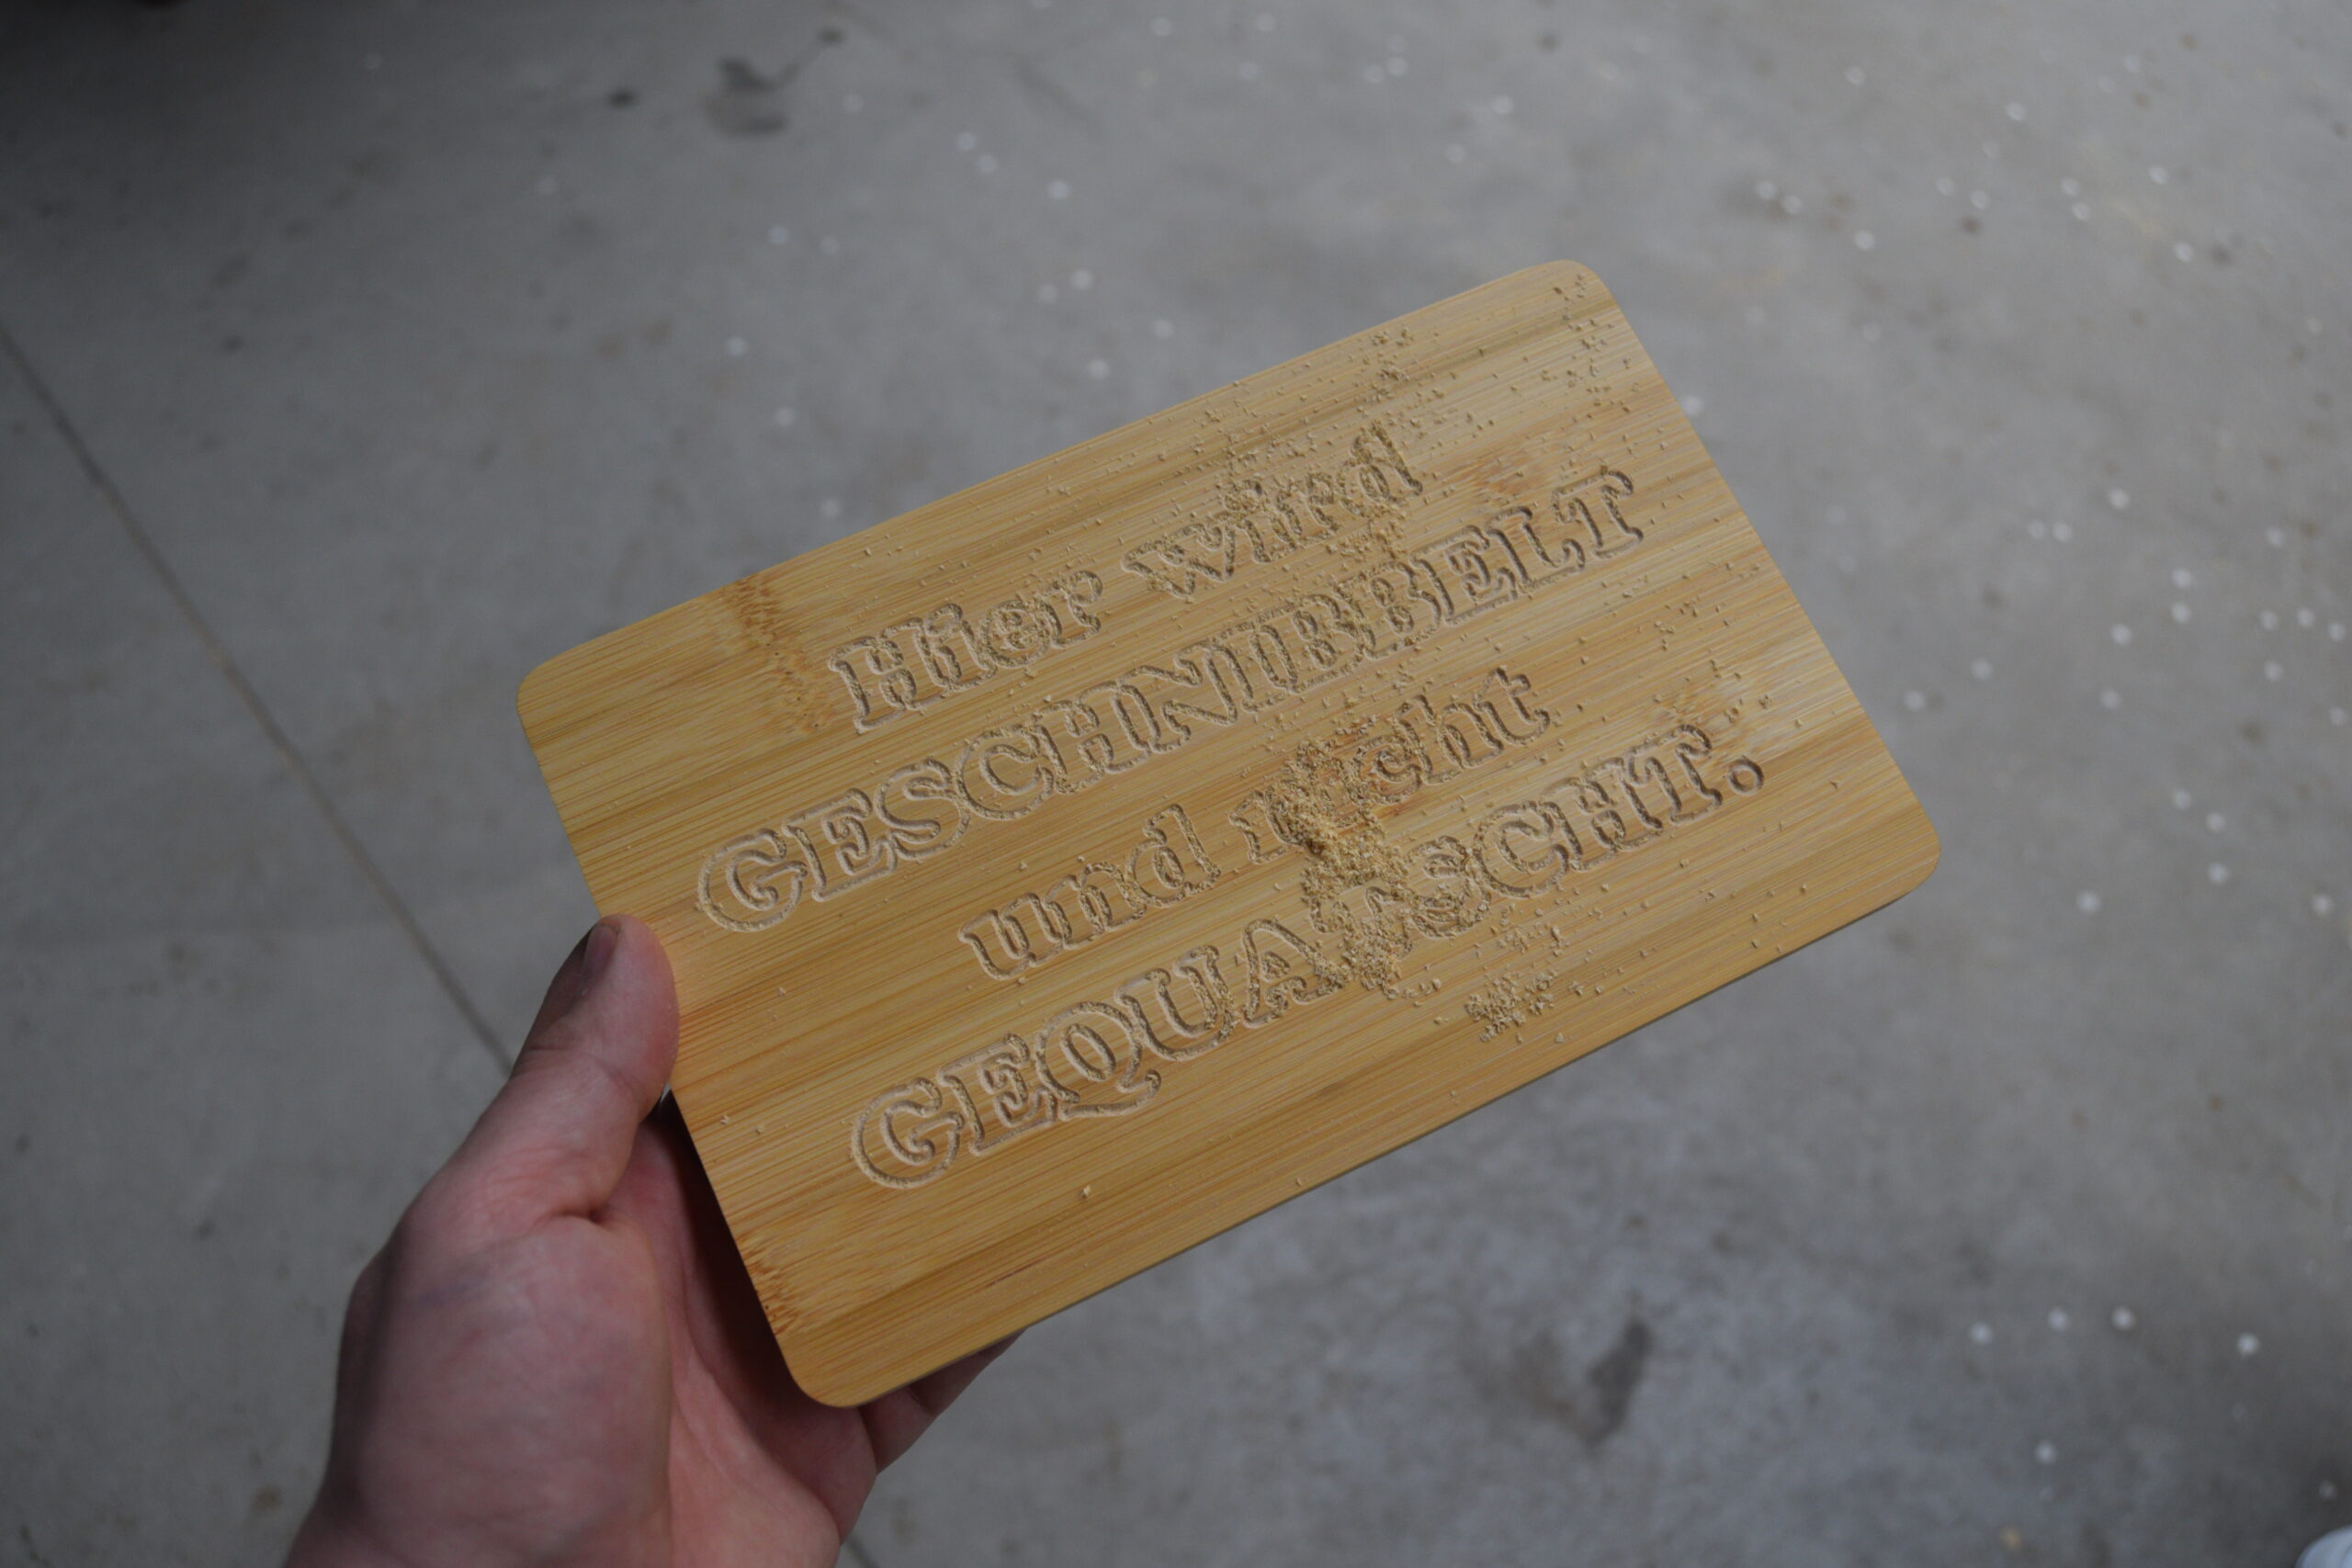 Hier wird
GESCHNIBBELT
und nicht
GEQUATSCHT.